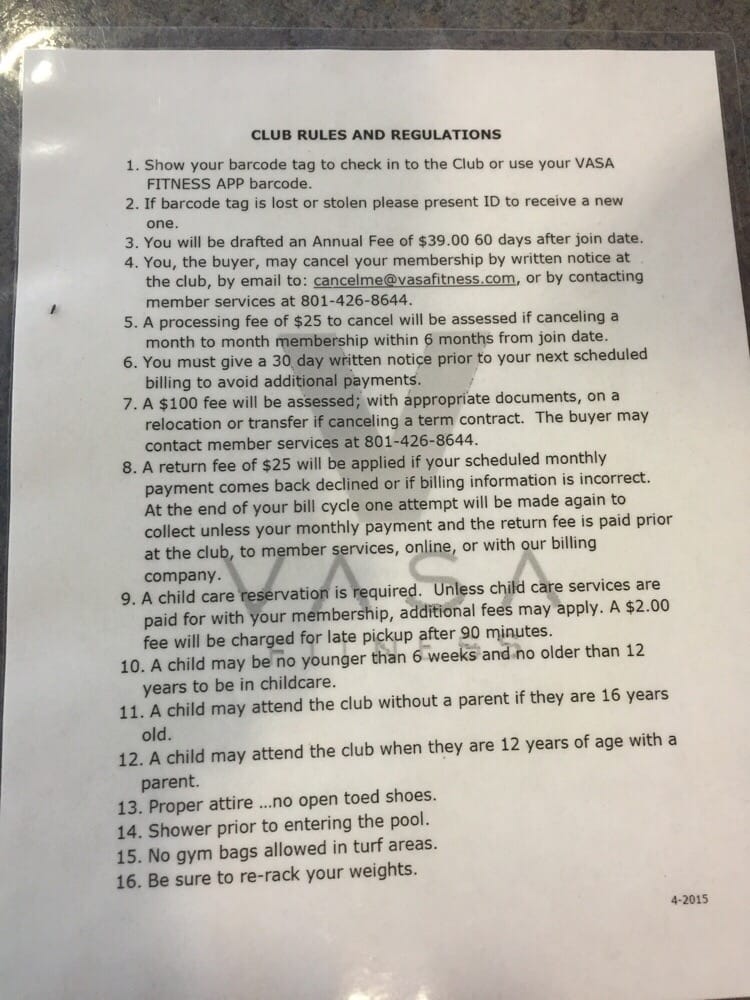 CLUB RULES AND REGULATIONS
1. Show your barcode tag to check in to the Club or use your VASA
FITNESS APP barcode.
2. If barcode tag is lost or stolen please present ID to receive a new
one.
3. You will be drafted an Annual Fee of $39.00 60 days after join date.
4. You, the buyer, may cancel your membership by written notice at
the club, by email to: cancelme@vasafitness.com, or by contacting
member services at 801-426-8644.
5. A processing fee of $25 to cancel will be assessed if canceling a
month to month membership within 6 months from join date.
6. You must give a 30 day written notice prior to your next scheduled
billing to avoid additional payments.
7. A $100 fee will be assessed; with appropriate documents, on a
relocation or transfer if canceling a term contract.  The buyer may
contact member services at 801-426-8644.
8. A return fee of $25 will be applied if your scheduled monthly
payment comes back declined or if billing information is incorrect.
At the end of your bill cycle one attempt will be made again to
collect unless your monthly payment and the return fee is paid prior
at the club, to member services, online, or with our billing
company.
9. A child care reservation is required.  Unless child care services are
paid for with your membership, additional fees may apply. A $2.00
fee will be charged for late pickup after 90 minutes.
10. A child may be no younger than 6 weeks and no older than 12
years to be in childcare.
11. A child may attend the club without a parent if they are 16 years
old.
12. A child may attend the club when they are 12 years of age with a
parent.
13. Proper attire ...no open toed shoes.
14. Shower prior to entering the pool.
15. No gym bags allowed in turf areas.
16. Be sure to re-rack your weights.
4-2015
VASA
FITNESS